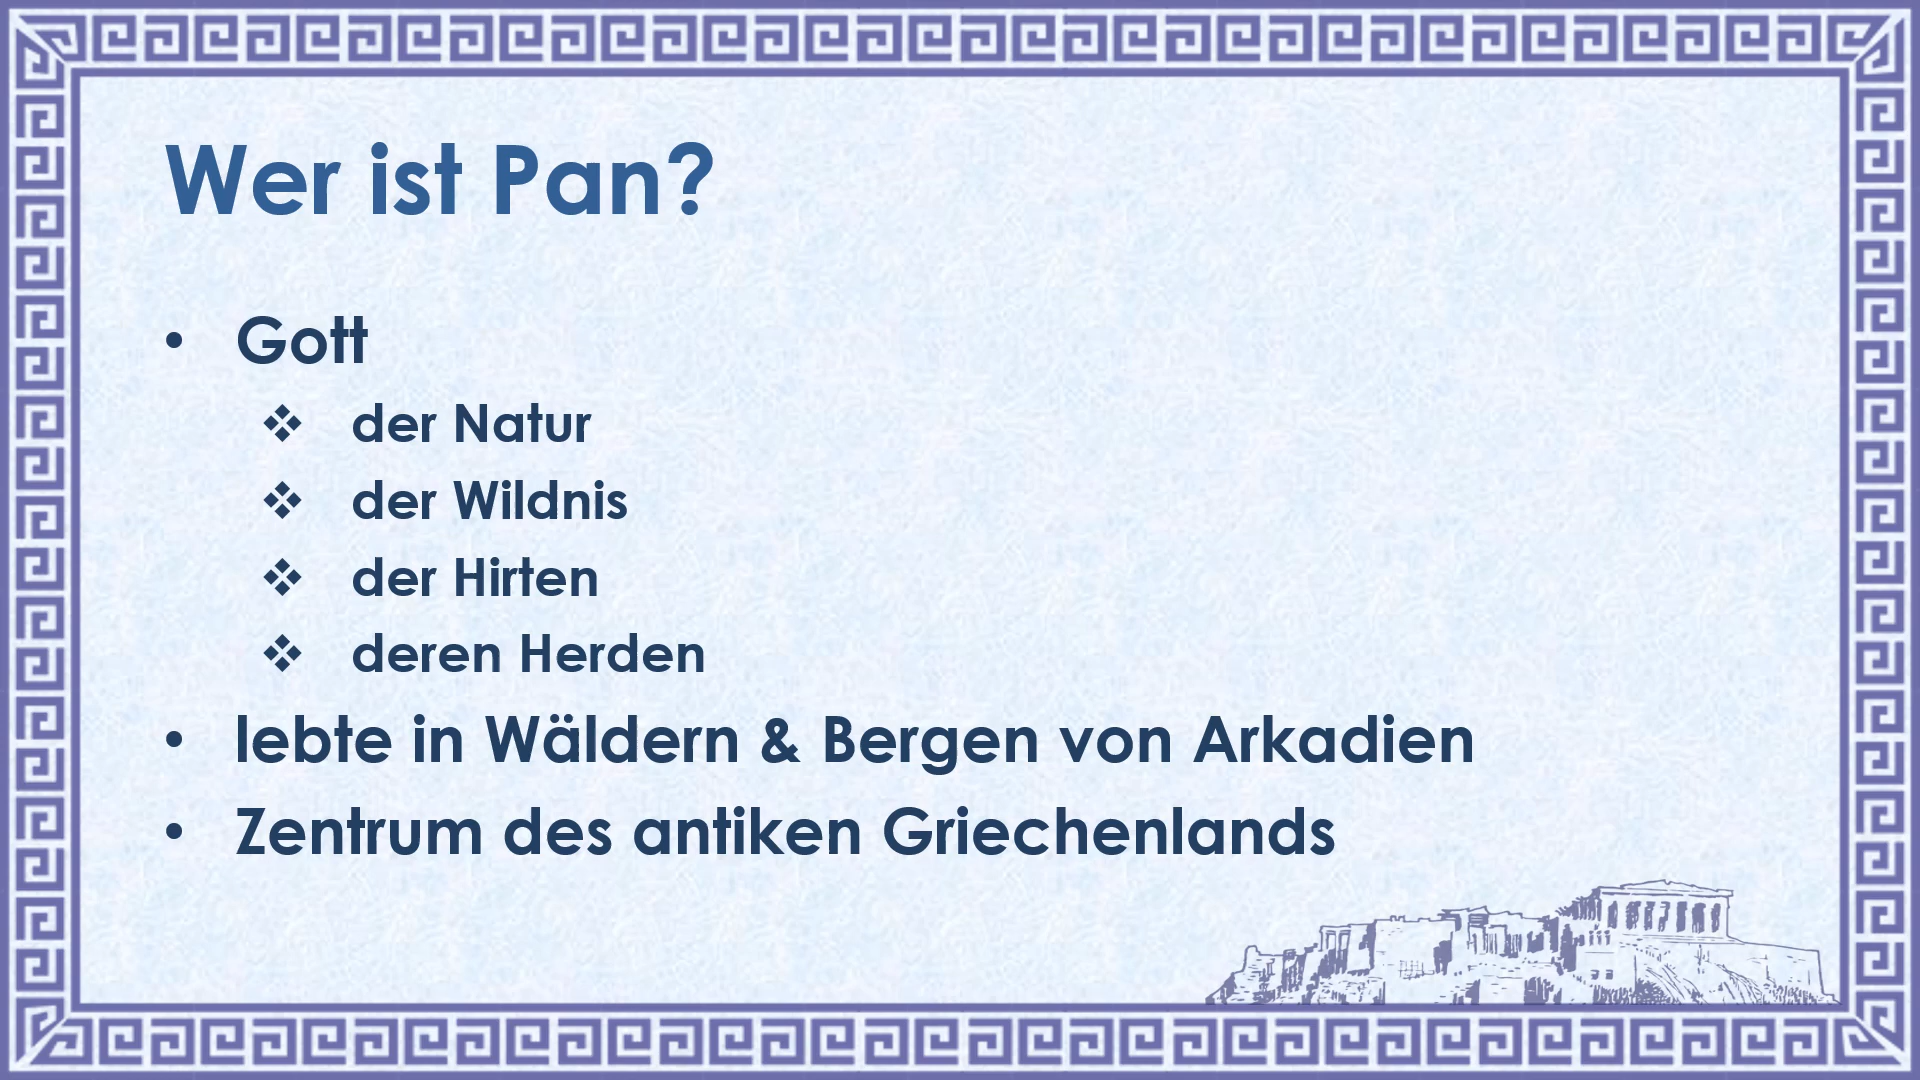 Wer ist Pan?
• Gott
❖ der Natur
❖ der Wildnis
❖ der Hirten
❖ deren Herden
• lebte in Wäldern & Bergen von Arkadien
• Zentrum des antiken Griechenlands